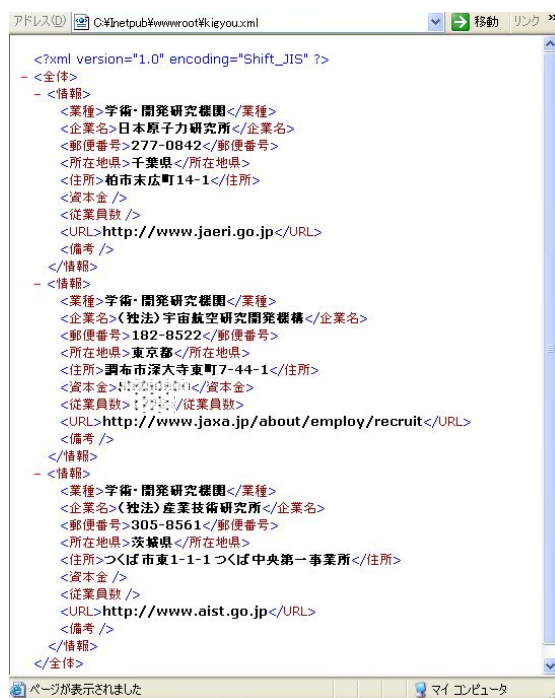 アドレス(D) C:¥Inetpub¥wwwroot¥kigyou.xml 移動 リンク »
<?xml version="1.0" encoding="Shift_JIS" ?>
- <全体>
- <情報>
<業種>学術・開発研究機関</業種>
<企業名>日本原子力研究所</企業名>
<郵便番号>277-0842</郵便番号>
<所在地県>千葉県</所在地県>
<住所>柏市末広町14-1</住所>
<資本金 />
<従業員数 />
<URL>http://www.jaeri.go.jp</URL>
<備考 />
</情報>
- <情報>
<業種>学術・開発研究機関</業種>
<企業名>(独法)宇宙航空研究開発機構</企業名>
<郵便番号>182-8522</郵便番号>
<所在地県>東京都</所在地県>
<住所>調布市深大寺東町7-44-1</住所>
<資本金></資本金>
<従業員数></従業員数>
<URL>http://www.jaxa.jp/about/employ/recruit</URL>
<備考 />
</情報>
- <情報>
<業種>学術・開発研究機関</業種>
<企業名>(独法)産業技術研究所</企業名>
<郵便番号>305-8561</郵便番号>
<所在地県>茨城県</所在地県>
<住所>つくば市東1-1-1つくば中央第一事業所</住所>
<資本金 />
<従業員数 />
<URL>http://www.aist.go.jp</URL>
<備考 />
</情報>
</全体>
ページが表示されました マイ コンピュータ